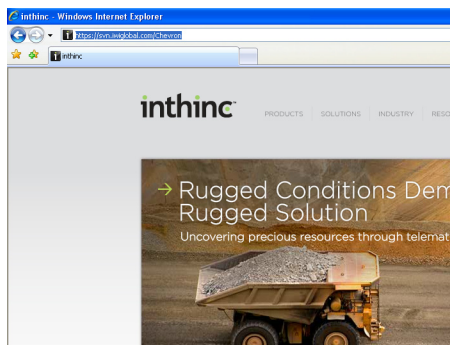 inthinc - Windows Internet Explorer
https://svn.iwiglobal.com/Chevron
inthinc
inthinc
PRODUCTS SOLUTIONS INDUSTRY RESO
Rugged Conditions Dem
Rugged Solution
Uncovering precious resources through telemat